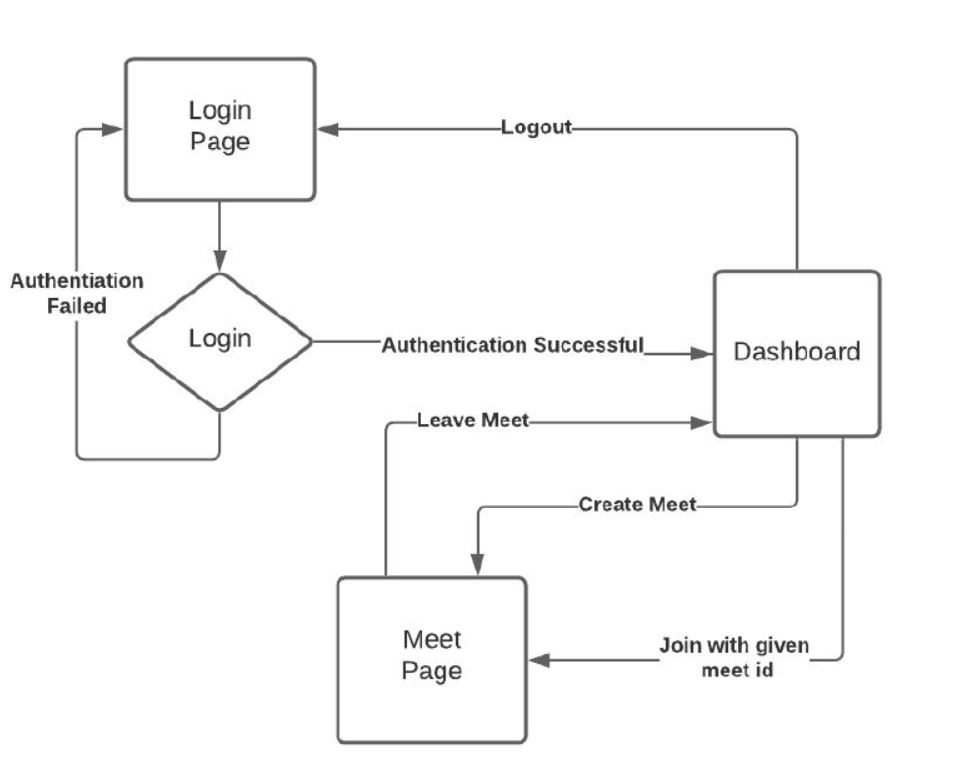 Login
Page
Logout
Authentiation
Failed
Login
Authentication Successful
Dashboard
Leave Meet
Create Meet
Meet
Page
Join with given
meet id